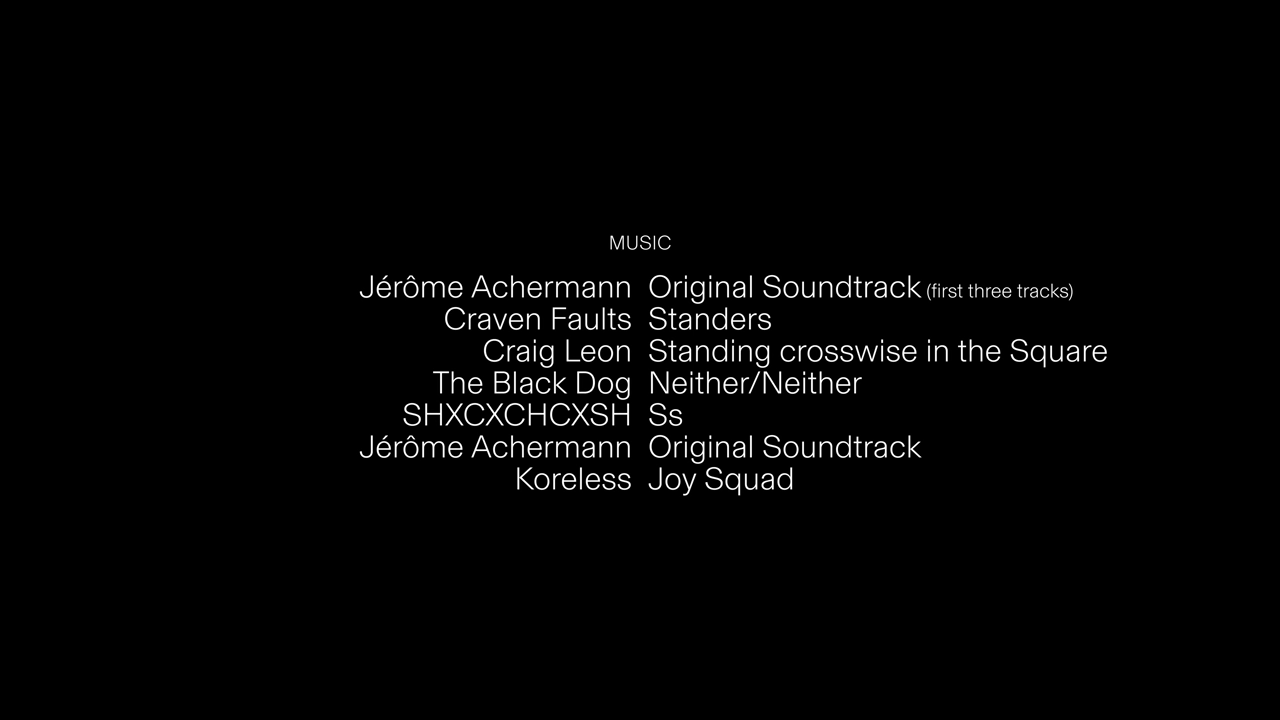 MUSIC
Jérôme Achermann Original Soundtrack (first three tracks)
Craven Faults Standers
Craig Leon Standing crosswise in the Square
The Black Dog Neither/Neither
SHXCXCHCXSH Ss
Jérôme Achermann Original Soundtrack
Koreless Joy Squad